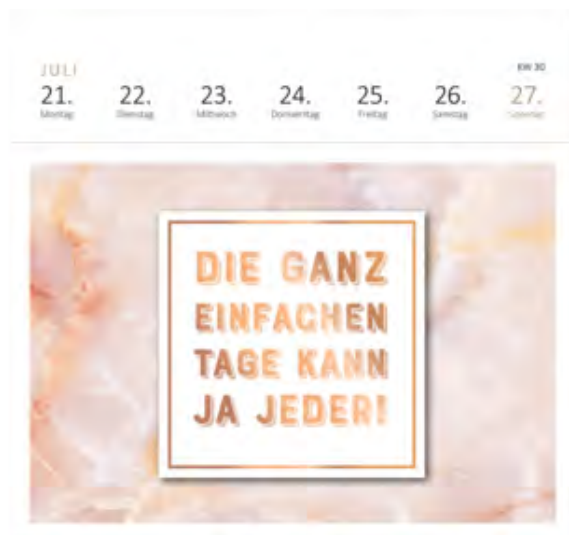 JULI
KW 30
21. 22. 23. 24. 25. 26. 27.
Montag Dienstag Mittwoch Donnerstag Freitag Samstag Sonntag
DIE GANZ
EINFACHEN
TAGE KANN
JA JEDER!